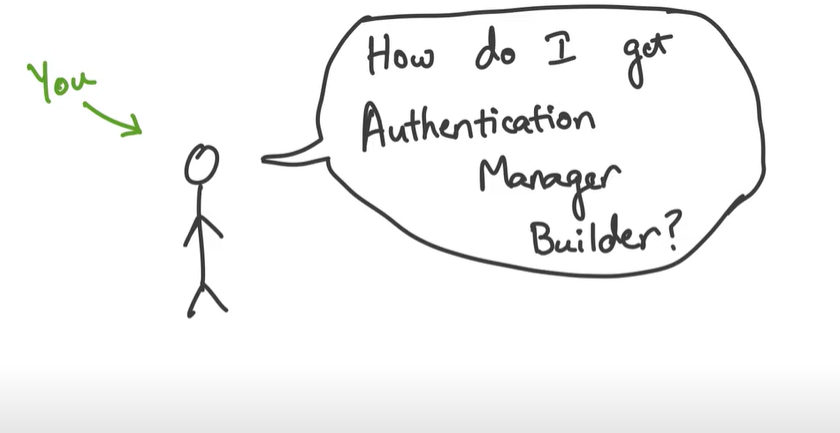 You
How do I get
Authentication
Manager
Builder?